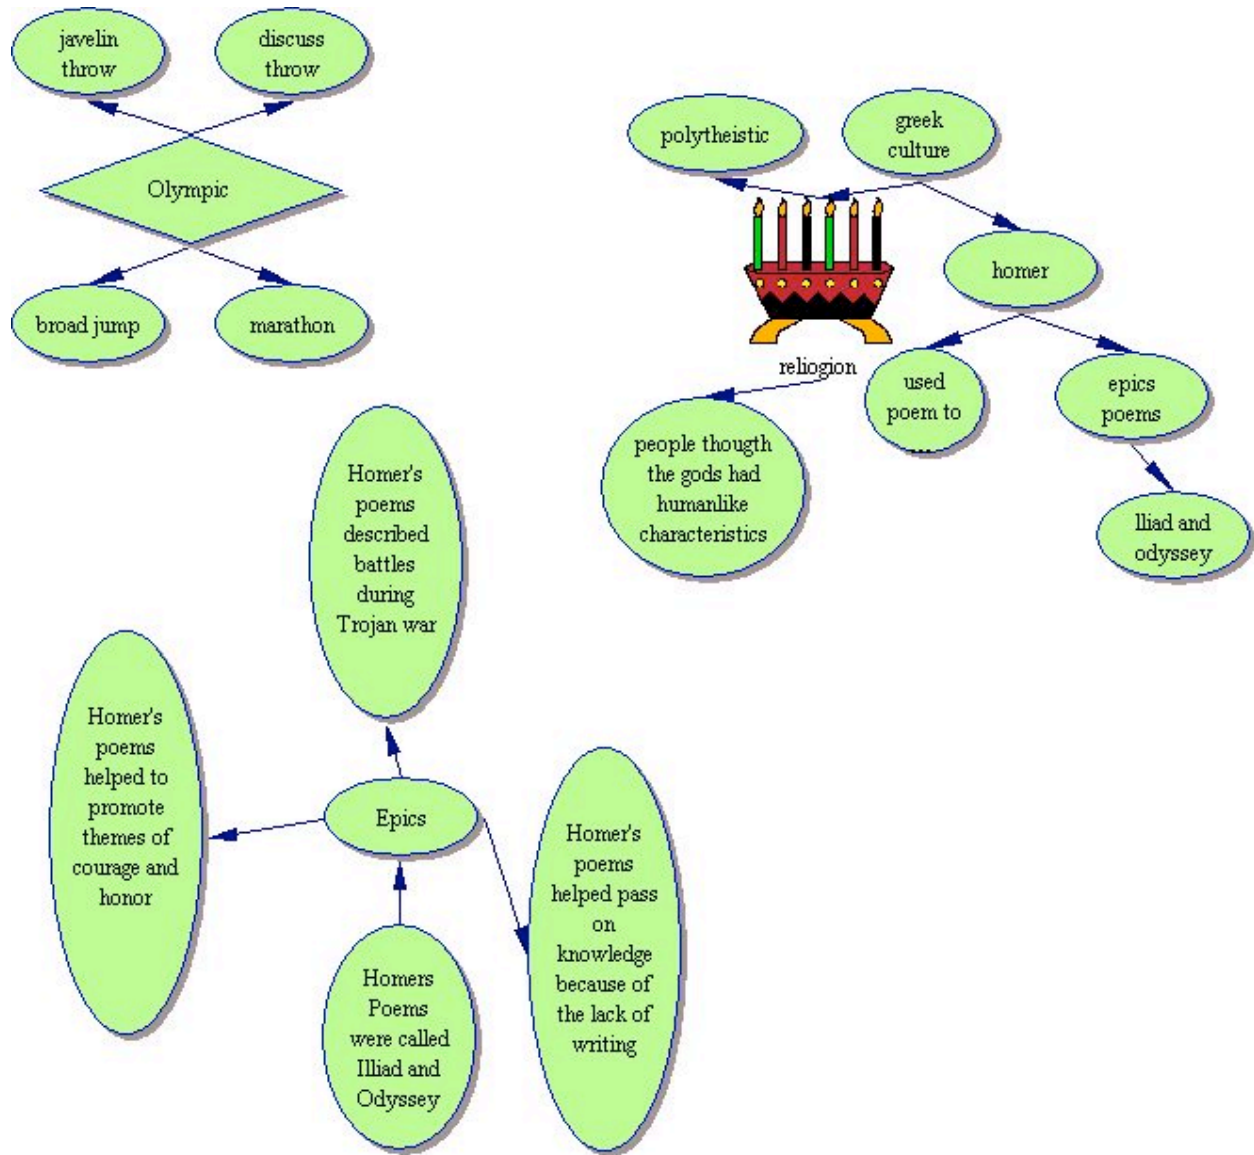 javelin
throw
discuss
throw
Olympic
broad jump
marathon
polytheistic
greek
culture
homer
reliogion
used
poem to
...
epics
poems
people thougth
the gods had
humanlike
characteristics
lliad and
odyssey
Homer's
poems
described
battles
during
Trojan war
Homer's
poems
helped to
promote
themes of
courage and
honor
Epics
Homer's
poems
helped pass
on
knowledge
because of
the lack of
writing
Homers
Poems
were called
Illiad and
Odyssey